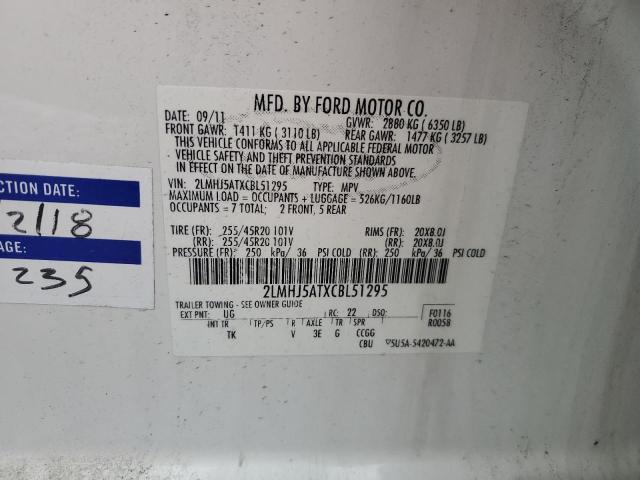 MFD. BY FORD MOTOR CO.
DATE: 09/11
GVWR: 2880 KG ( 6350 LB)
FRONT GAWR: 1411 KG ( 3110 LB)
REAR GAWR: 1477 KG ( 3257 LB)
THIS VEHICLE CONFORMS TO ALL APPLICABLE FEDERAL MOTOR
VEHICLE SAFETY AND THEFT PREVENTION STANDARDS
IN EFFECT ON THE DATE OF MANUFACTURE SHOWN ABOVE.
VIN: 2LMHJ5ATXCBL51295 TYPE: MPV
MAXIMUM LOAD = OCCUPANTS + LUGGAGE = 526KG/1160LB
OCCUPANTS = 7 TOTAL: 2 FRONT, 5 REAR
TIRE (FR): 255/45R20 101V RIMS (FR): 20X8.0J
(RR): 255/45R20 101V (RR): 20X8.0J
PRESSURE (FR): 250 kPa/ 36 PSI COLD (RR): 250 kPa/ 36 PSI COLD
2LMHJ5ATXCBL51295
TRAILER TOWING - SEE OWNER GUIDE
EXT PNT: UG RC: 22 DSO: F0116
R0058
INT TR TP/PS R AXLE TR SPR
TK V 3E G CCGG
CBU 5U5A-5420472-AA
CTION DATE:
2/18
AGE:
235